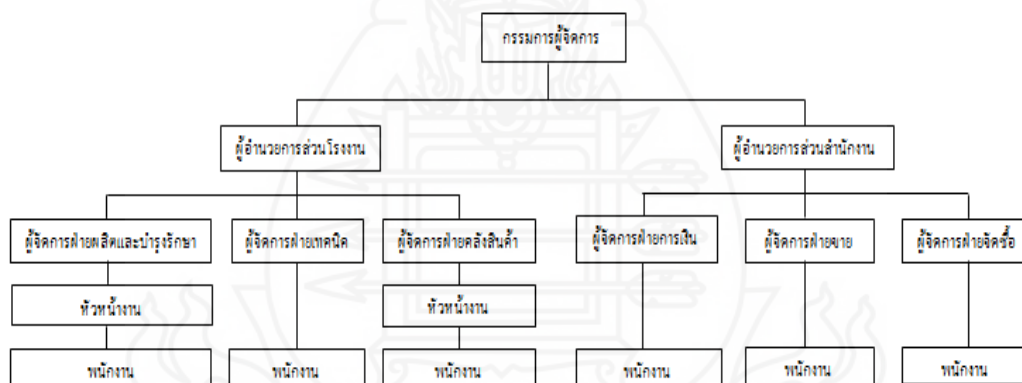 กรรมการผู้จัดการ
ผู้อำนวยการส่วนโรงงาน
ผู้อำนวยการส่วนสำนักงาน
ผู้จัดการฝ่ายผลิตและบำรุงรักษา
ผู้จัดการฝ่ายเทคนิค
ผู้จัดการฝ่ายคลังสินค้า
ผู้จัดการฝ่ายการเงิน
ผู้จัดการฝ่ายขาย
ผู้จัดการฝ่ายจัดซื้อ
หัวหน้างาน
หัวหน้างาน
พนักงาน
พนักงาน
พนักงาน
พนักงาน
พนักงาน
พนักงาน